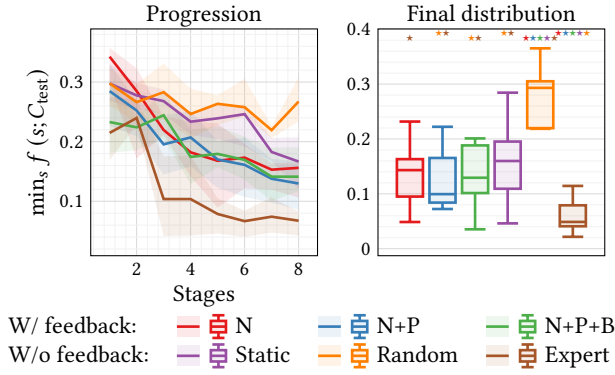 Progression
Final distribution
min_s f (s; C_test)
0.3
0.2
0.1
2
4
6
8
Stages
0.4
0.3
0.2
0.1
0
W/ feedback: N N+P N+P+B
W/o feedback: Static Random Expert